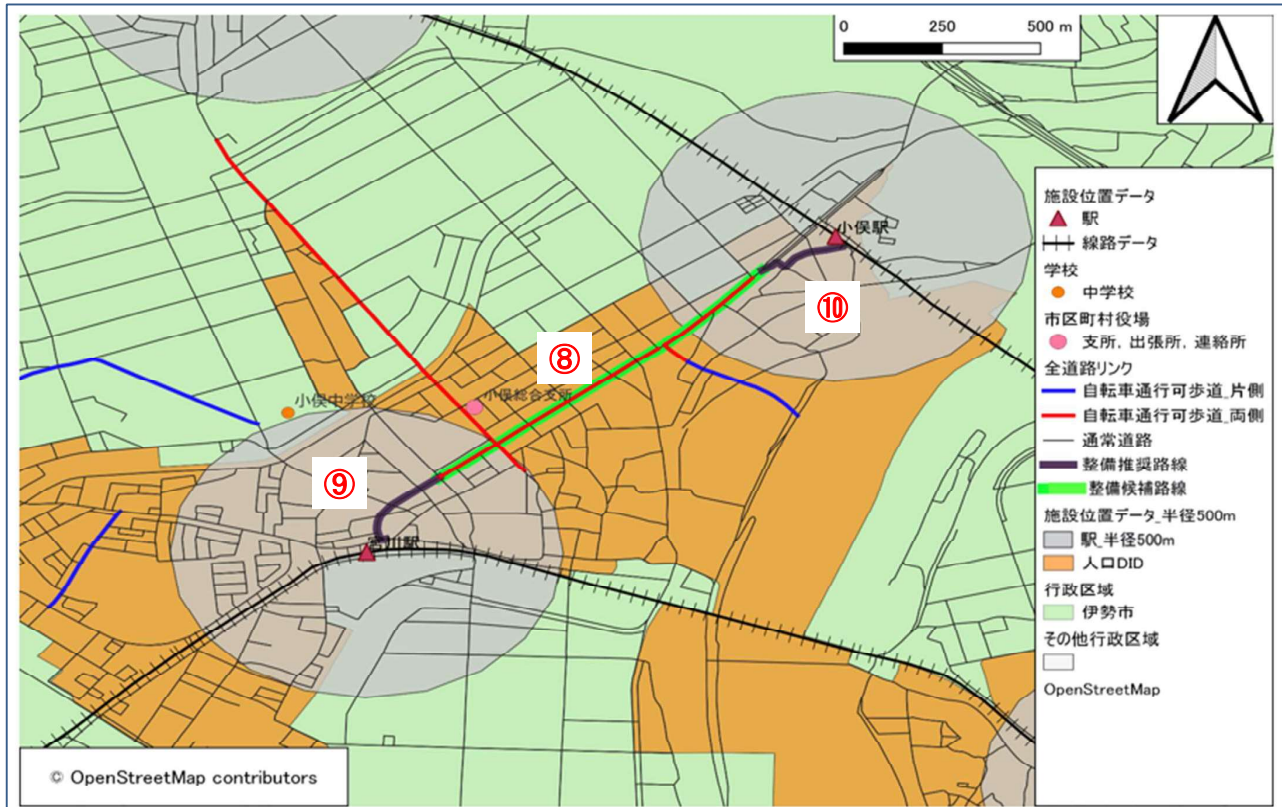 0 250 500 m
小俣駅
⑩
⑧
小俣総合支所
小俣中学校
⑨
宮川駅
施設位置データ
駅
線路データ
学校
中学校
市区町村役場
支所, 出張所, 連絡所
全道路リンク
自転車通行可歩道_片側
自転車通行可歩道_両側
通常道路
整備推奨路線
整備候補路線
施設位置データ_半径500m
駅_半径500m
人口DID
行政区域
伊勢市
その他行政区域
OpenStreetMap
© OpenStreetMap contributors